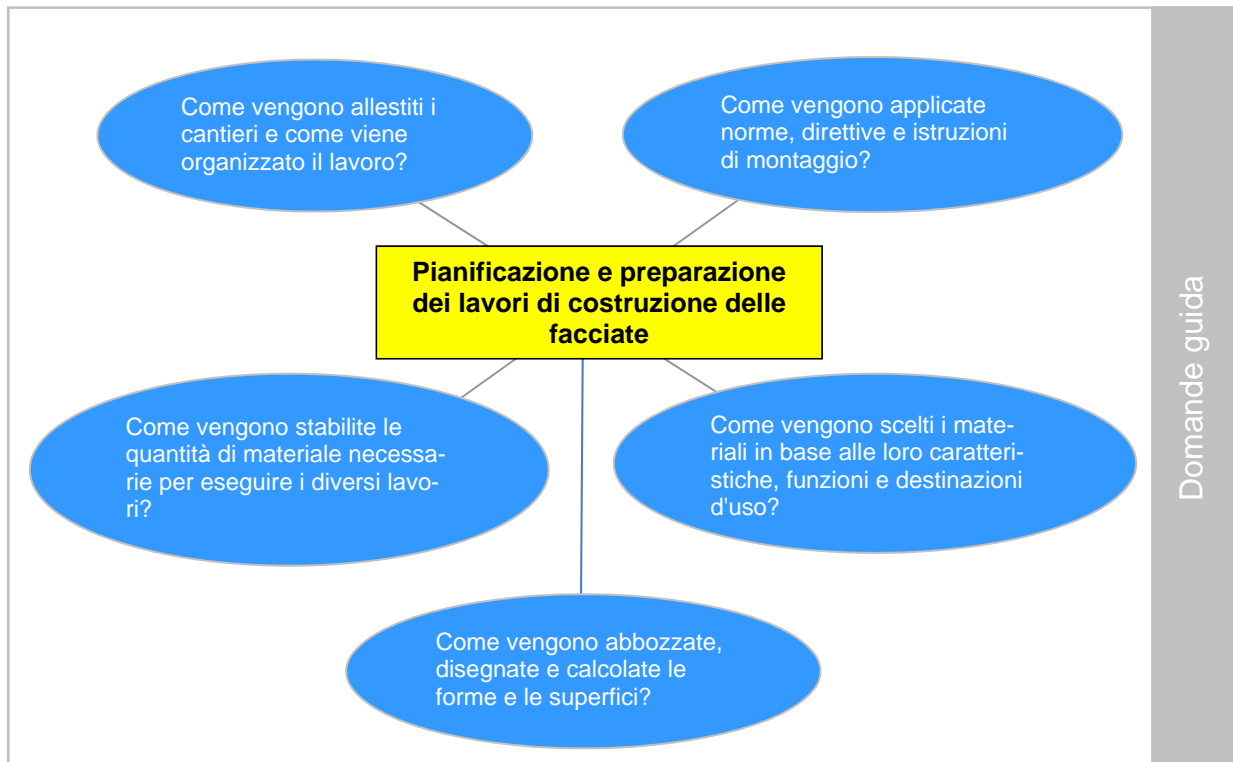 Come vengono allestiti i
cantieri e come viene
organizzato il lavoro?
Come vengono applicate
norme, direttive e istruzioni
di montaggio?
Pianificazione e preparazione
dei lavori di costruzione delle
facciate
Come vengono stabilite le
quantità di materiale necessa-
rie per eseguire i diversi lavo-
ri?
Come vengono scelti i mate-
riali in base alle loro caratteri-
stiche, funzioni e destinazioni
d'uso?
Come vengono abbozzate,
disegnate e calcolate le
forme e le superfici?
Domande guida